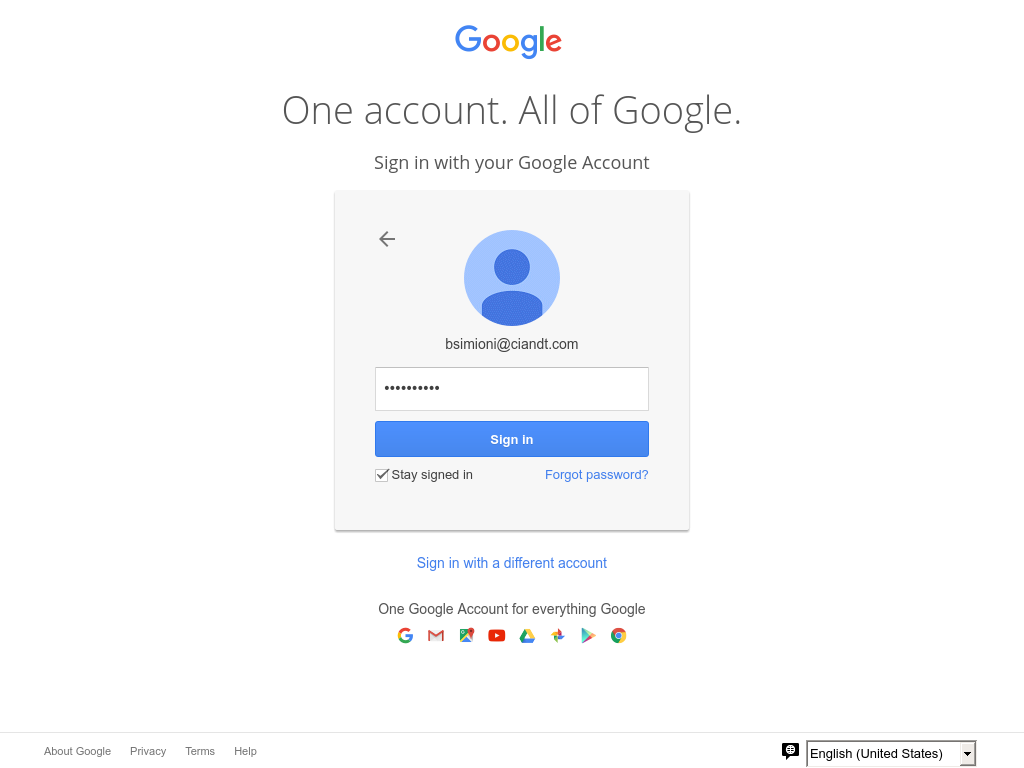 Google
One account. All of Google.
Sign in with your Google Account
bsimioni@ciandt.com
••••••••••
Sign in
Stay signed in Forgot password?
Sign in with a different account
One Google Account for everything Google
About Google Privacy Terms Help English (United States)